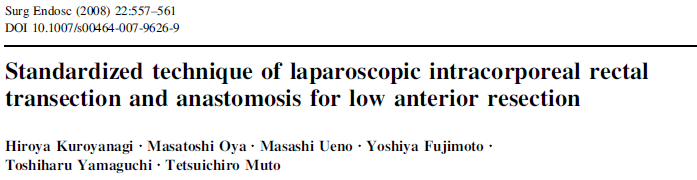 Surg Endosc (2008) 22:557–561
DOI 10.1007/s00464-007-9626-9
Standardized technique of laparoscopic intracorporeal rectal
transection and anastomosis for low anterior resection
Hiroya Kuroyanagi · Masatoshi Oya · Masashi Ueno · Yoshiya Fujimoto ·
Toshiharu Yamaguchi · Tetsuichiro Muto